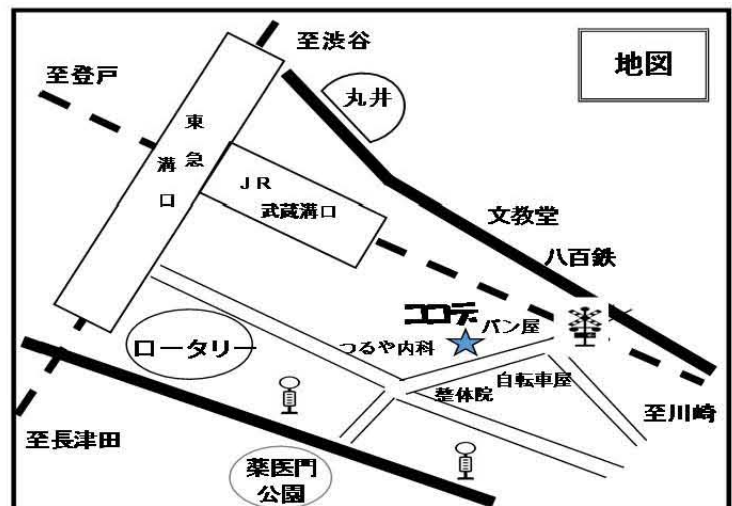 至渋谷
地図
至登戸
丸井
東急
溝口
JR
武蔵溝口
文教堂
八百鉄
ココデ
パン屋
つるや内科
ロータリー
自転車屋
整体院
至川崎
至長津田
薬医門
公園